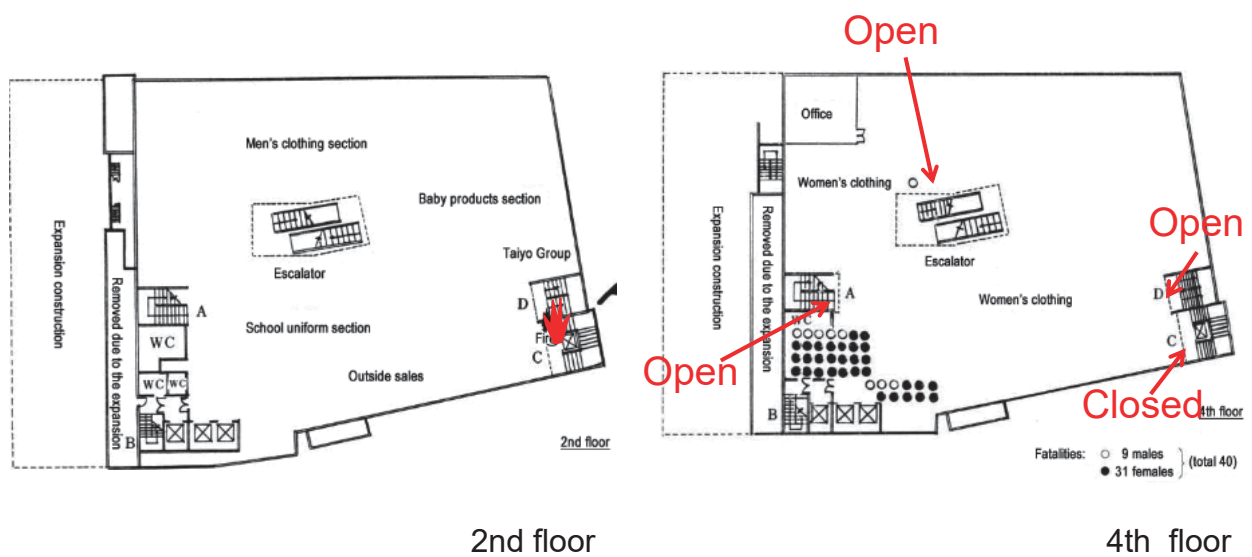 Men's clothing section
Baby products section
Taiyo Group
Expansion construction
Removed due to the expansion
Escalator
A
School uniform section
WC
D
C
Outside sales
WC
WC
B
2nd floor
2nd floor
Open
Office
Women's clothing
Open
Expansion construction
Removed due to the expansion
Escalator
A
Women's clothing
D
WC
C
Open
Closed
B
4th floor
Fatalities:
9 males
31 females
(total 40)
4th floor